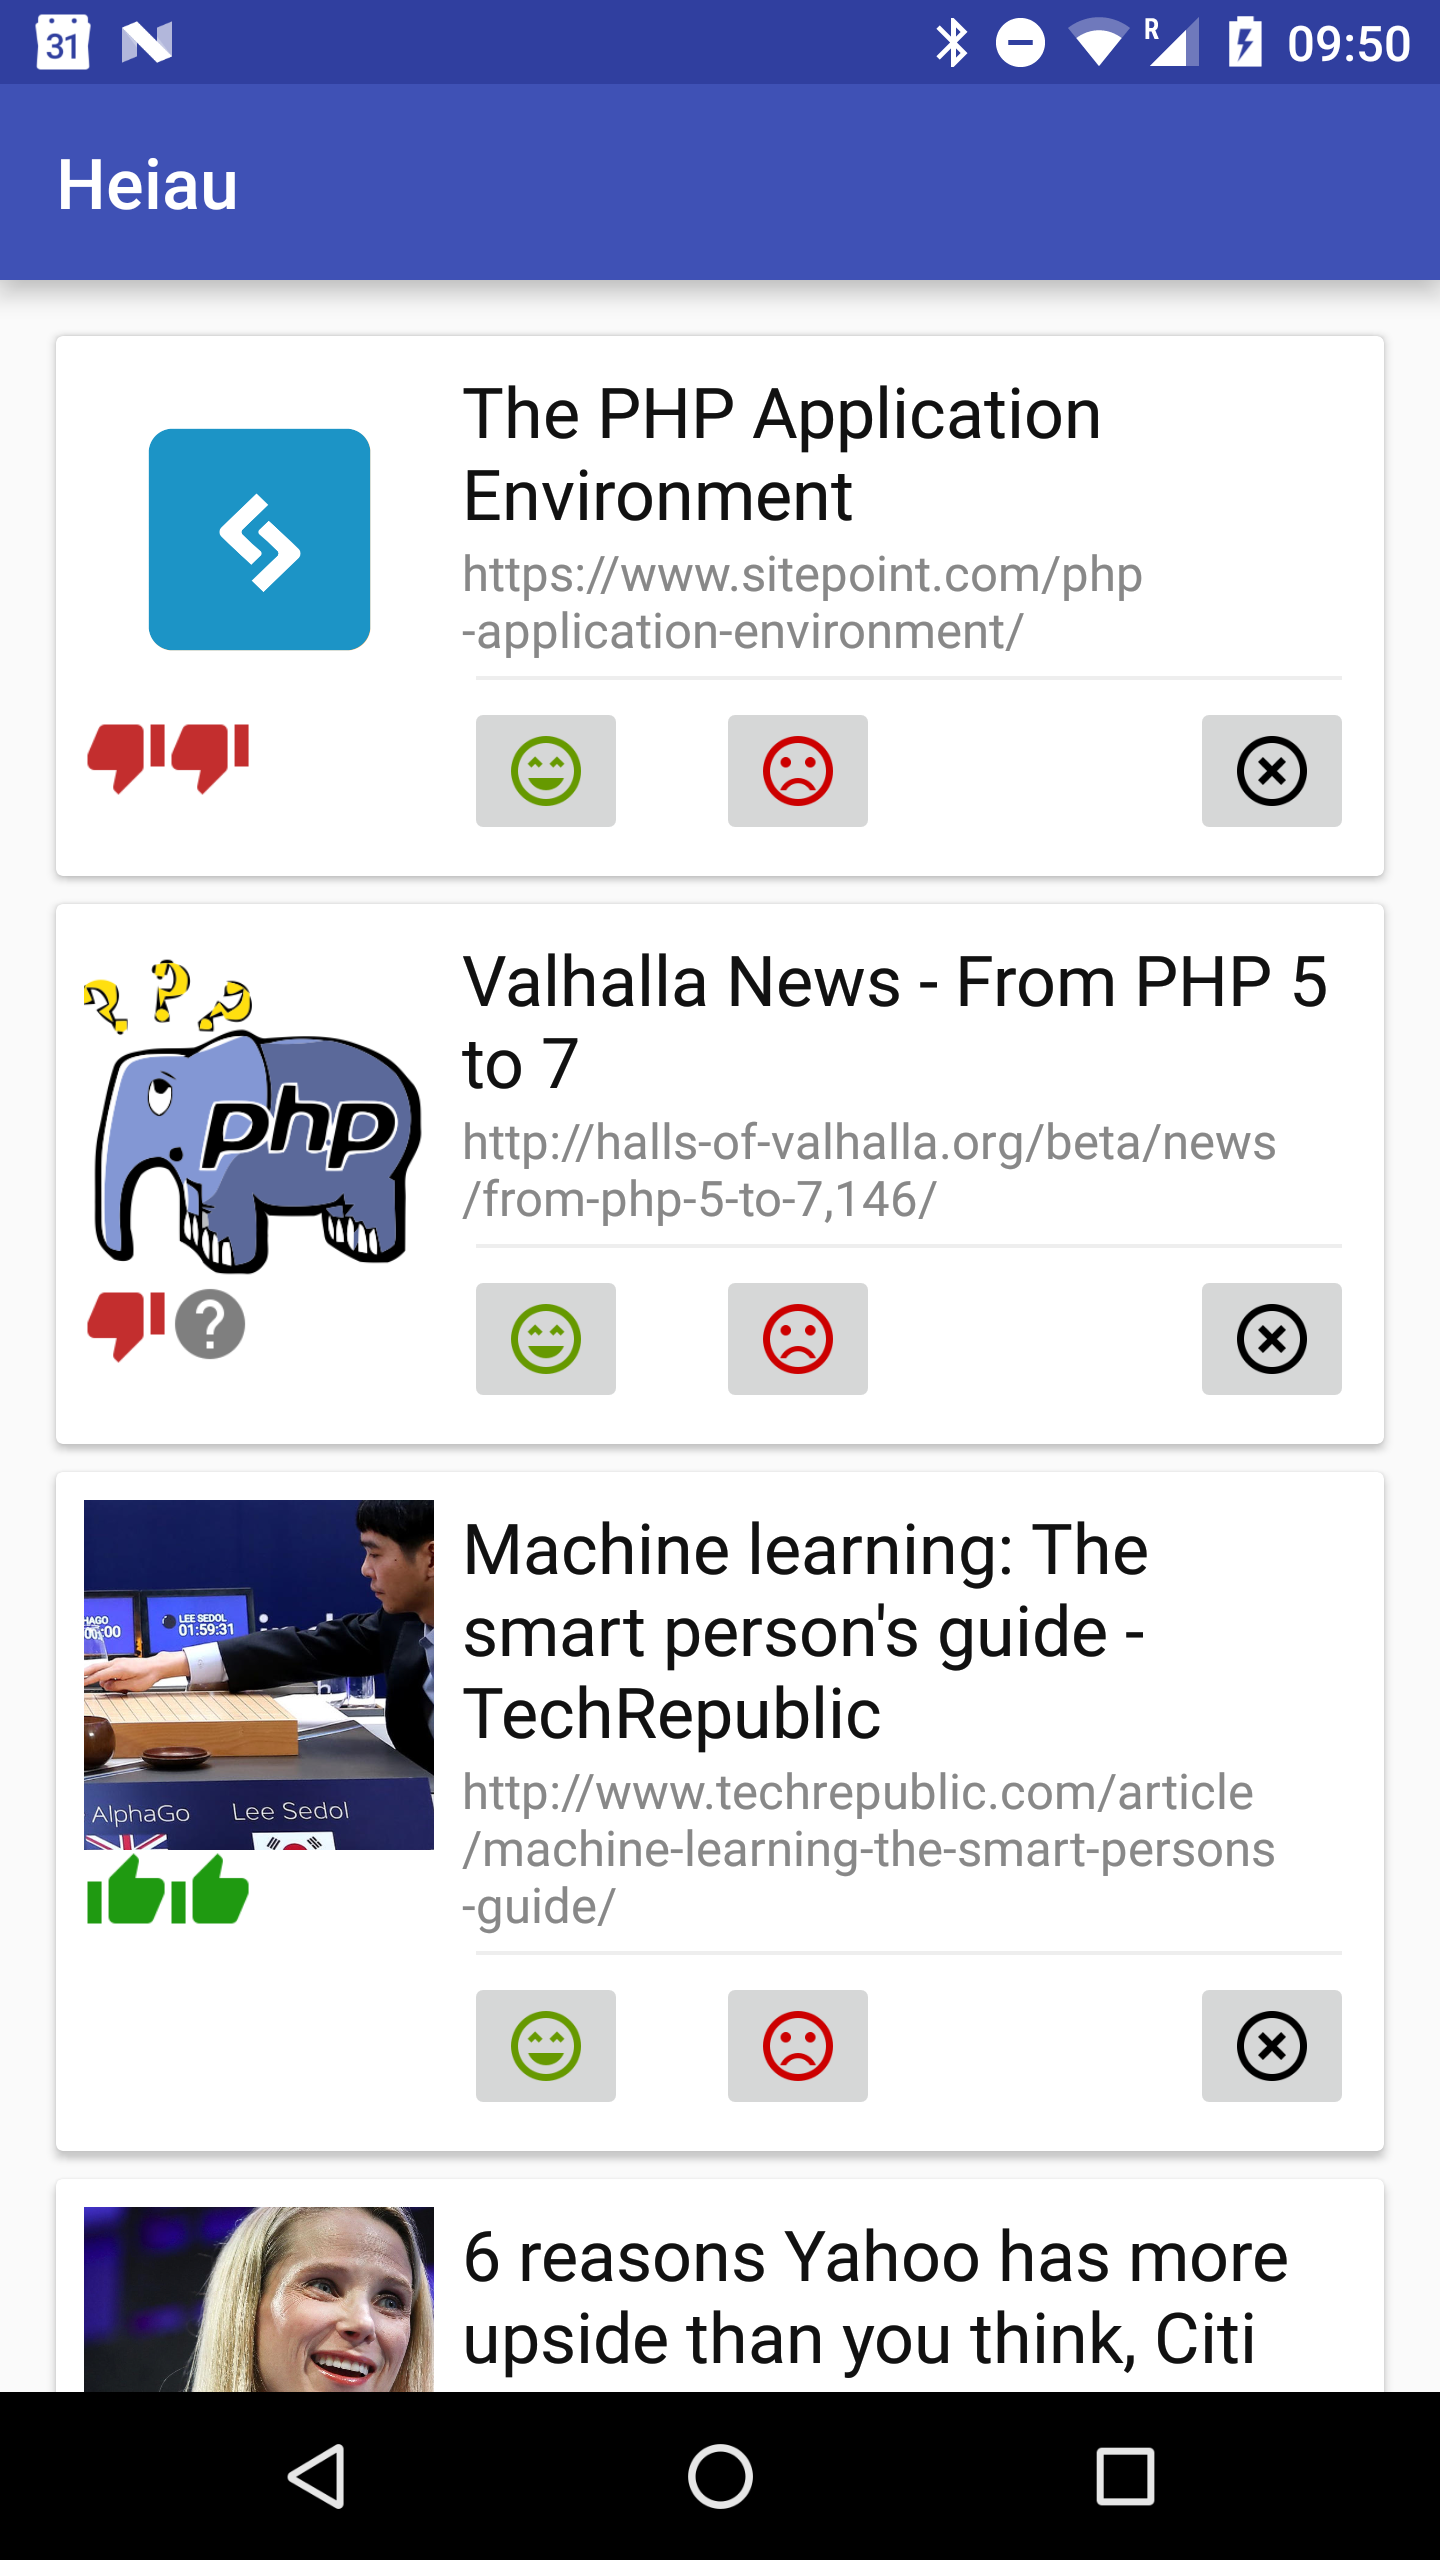 31
R
09:50
Heiau
The PHP Application
Environment
https://www.sitepoint.com/php
-application-environment/
Valhalla News - From PHP 5
to 7
php
http://halls-of-valhalla.org/beta/news
/from-php-5-to-7,146/
Machine learning: The
smart person's guide -
TechRepublic
LEE SEDOL
01:59:31
AlphaGo Lee Sedol
http://www.techrepublic.com/article
/machine-learning-the-smart-persons
-guide/
6 reasons Yahoo has more
upside than you think, Citi